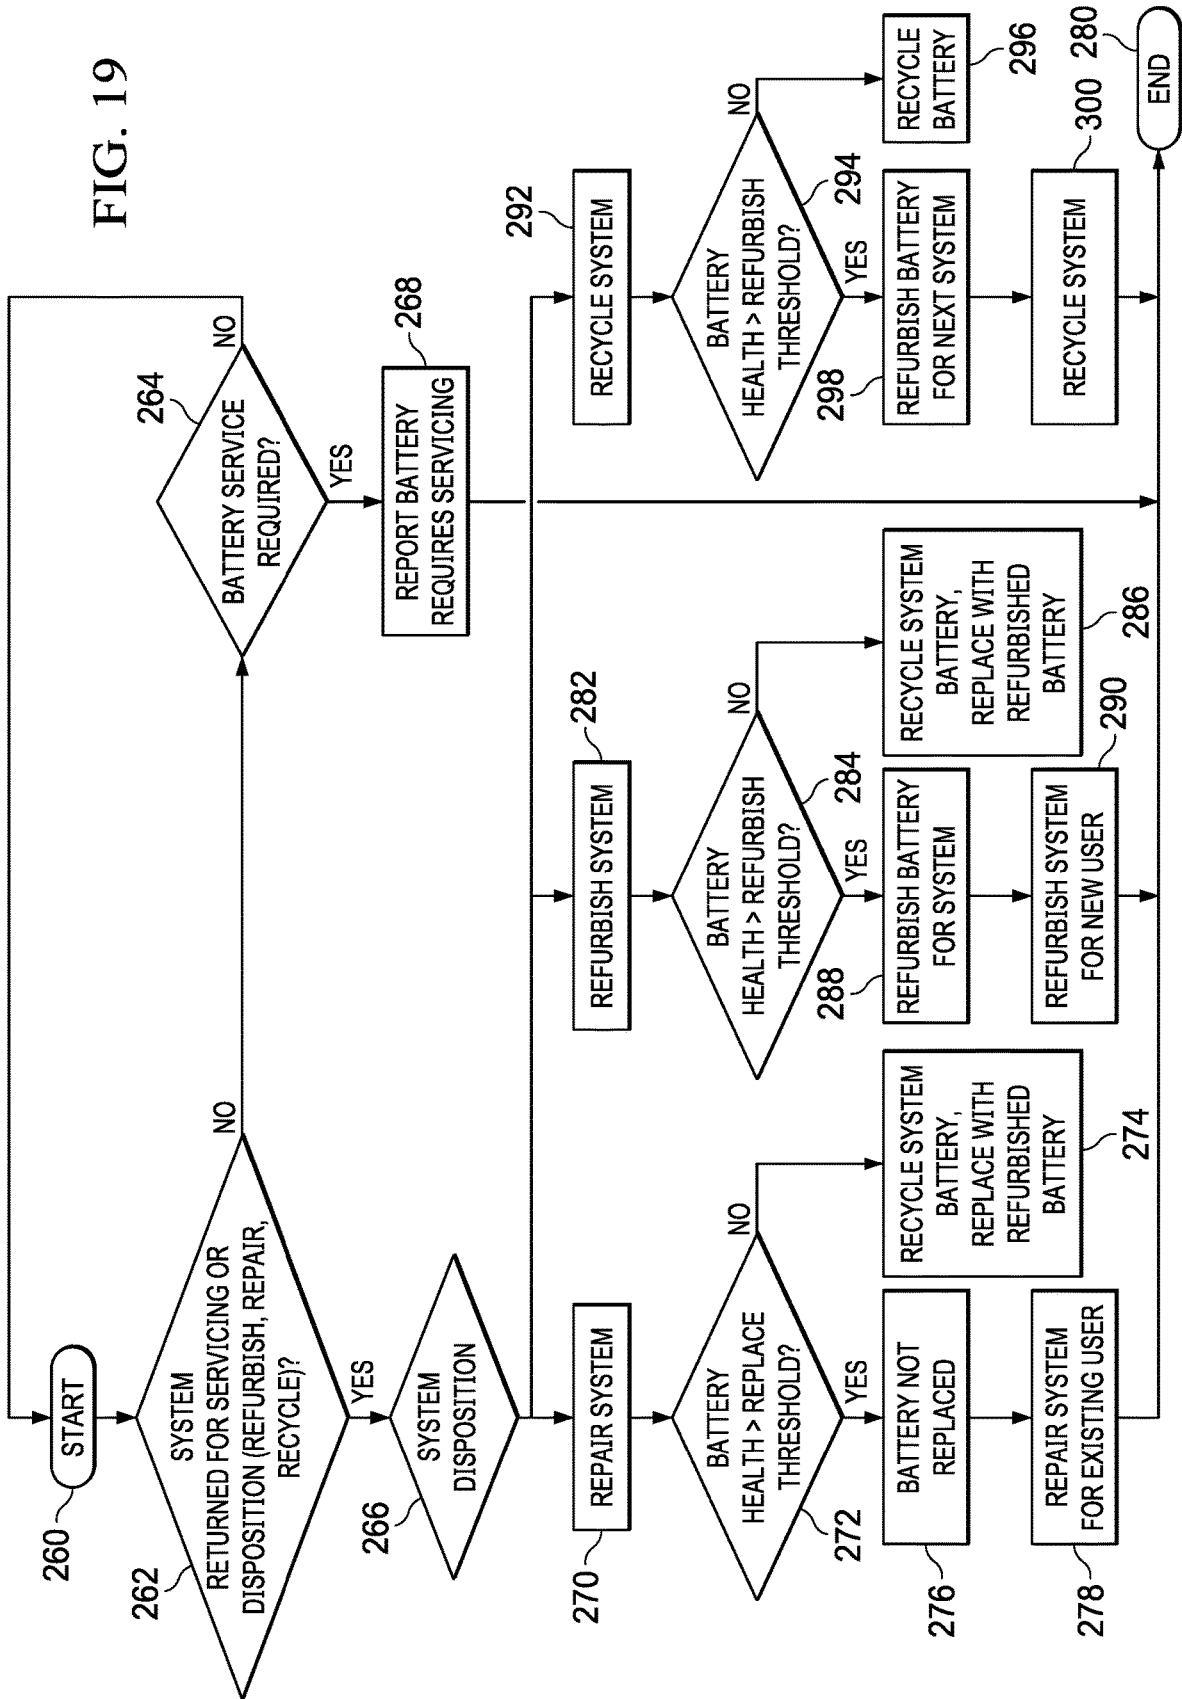 FIG. 19
260
START
262
SYSTEM
RETURNED FOR SERVICING OR
DISPOSITION (REFURBISH, REPAIR,
RECYCLE)?
NO
YES
264
BATTERY SERVICE
REQUIRED?
NO
YES
268
REPORT BATTERY
REQUIRES SERVICING
266
SYSTEM
DISPOSITION
270
REPAIR SYSTEM
272
BATTERY
HEALTH > REPLACE
THRESHOLD?
NO
YES
276
BATTERY NOT
REPLACED
RECYCLE SYSTEM
BATTERY,
REPLACE WITH
REFURBISHED
BATTERY
274
278
REPAIR SYSTEM
FOR EXISTING USER
282
REFURBISH SYSTEM
BATTERY
HEALTH > REFURBISH
THRESHOLD?
284
NO
YES
288
REFURBISH BATTERY
FOR SYSTEM
RECYCLE SYSTEM
BATTERY,
REPLACE WITH
REFURBISHED
BATTERY
286
290
REFURBISH SYSTEM
FOR NEW USER
292
RECYCLE SYSTEM
BATTERY
HEALTH > REFURBISH
THRESHOLD?
294
NO
YES
298
REFURBISH BATTERY
FOR NEXT SYSTEM
RECYCLE
BATTERY
296
300
RECYCLE SYSTEM
280
END